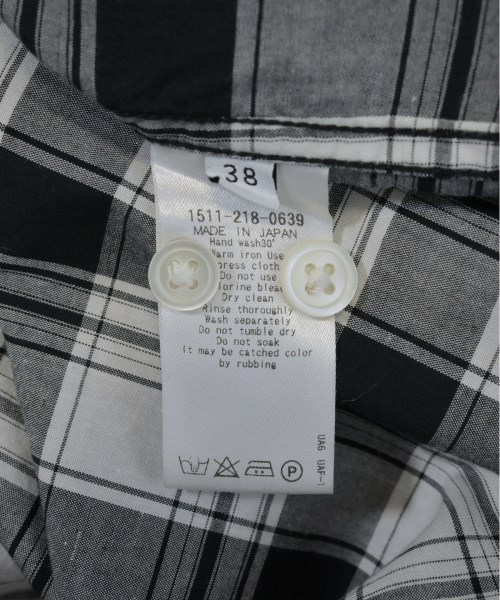 38
1511-218-0639
MADE IN JAPAN
Hand wash30°
Warm iron Use
press cloth
Do not use
chlorine bleach
Dry clean
Rinse thoroughly
Wash separately
Do not tumble dry
Do not soak
it may be catched color
by rubbing
P
UA6 UAF-1